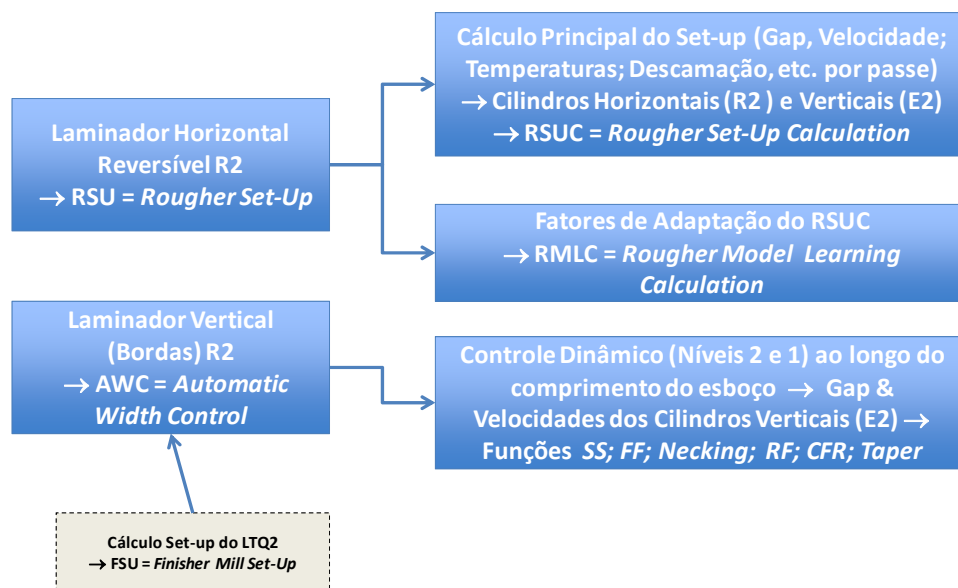 Laminador Horizontal
Reversível R2
→ RSU = Rougher Set-Up
Cálculo Principal do Set-up (Gap, Velocidade;
Temperaturas; Descamação, etc. por passe)
→ Cilindros Horizontais (R2 ) e Verticais (E2)
→ RSUC = Rougher Set-Up Calculation
Fatores de Adaptação do RSUC
→ RMLC = Rougher Model Learning
Calculation
Laminador Vertical
(Bordas) R2
→ AWC = Automatic
Width Control
Controle Dinâmico (Níveis 2 e 1) ao longo do
comprimento do esboço → Gap &
Velocidades dos Cilindros Verticais (E2) →
Funções SS; FF; Necking; RF; CFR; Taper
Cálculo Set-up do LTQ2
→ FSU = Finisher Mill Set-Up